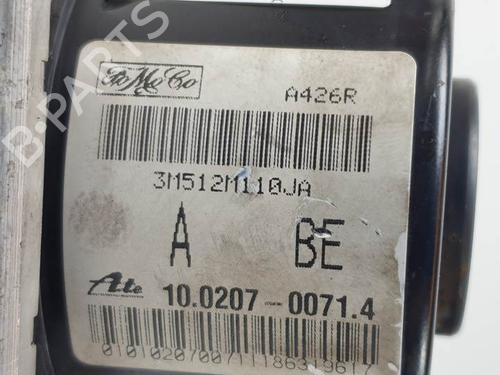 FoMoCo
A426R
3M512M110JA
A BE
Ate 10.0207-0071.4
B-PARTS